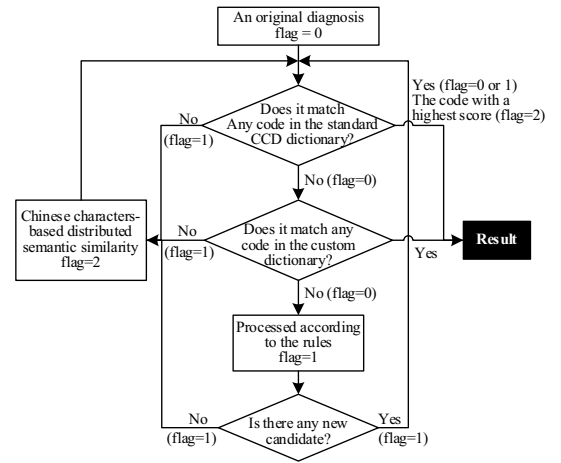 An original diagnosis
flag = 0
Yes (flag=0 or 1)
The code with a
highest score (flag=2)
No
(flag=1)
Does it match
Any code in the standard
CCD dictionary?
No (flag=0)
Chinese characters-
based distributed
semantic similarity
flag=2
No
(flag=1)
Does it match any
code in the custom
dictionary?
Yes
Result
No (flag=0)
Processed according
to the rules
flag=1
No
(flag=1)
Is there any new
candidate?
Yes
(flag=1)